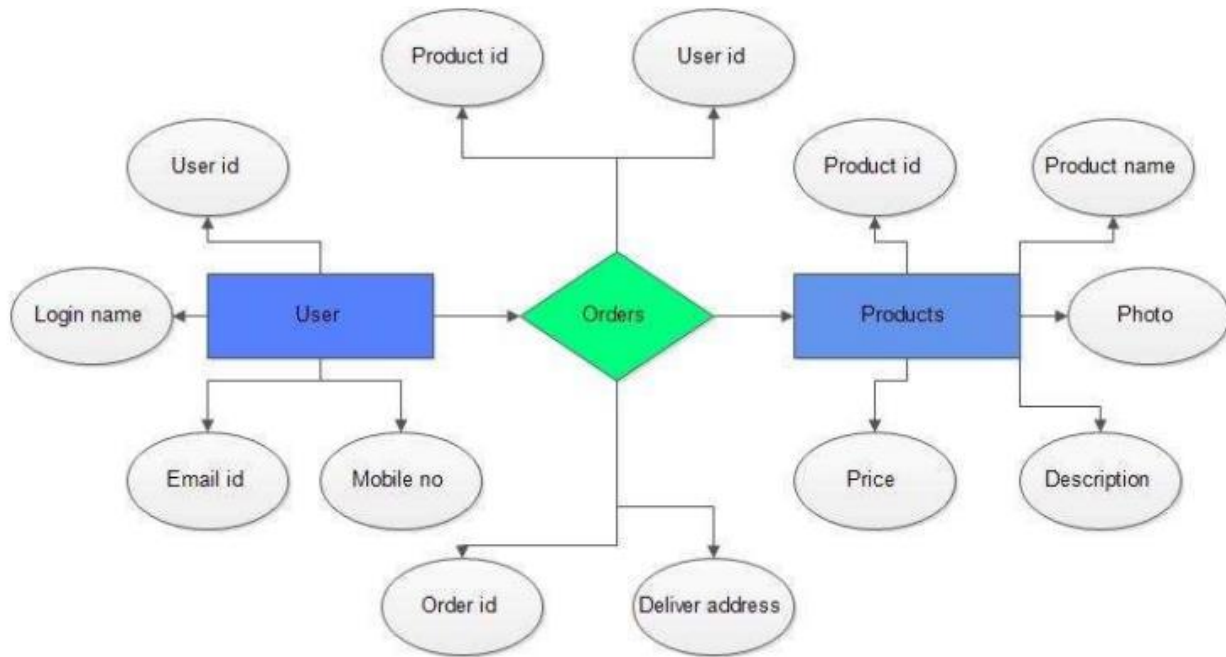 Product id
User id
User id
Product id
Product name
Login name
User
Orders
Products
Photo
Email id
Mobile no
Price
Description
Order id
Deliver address